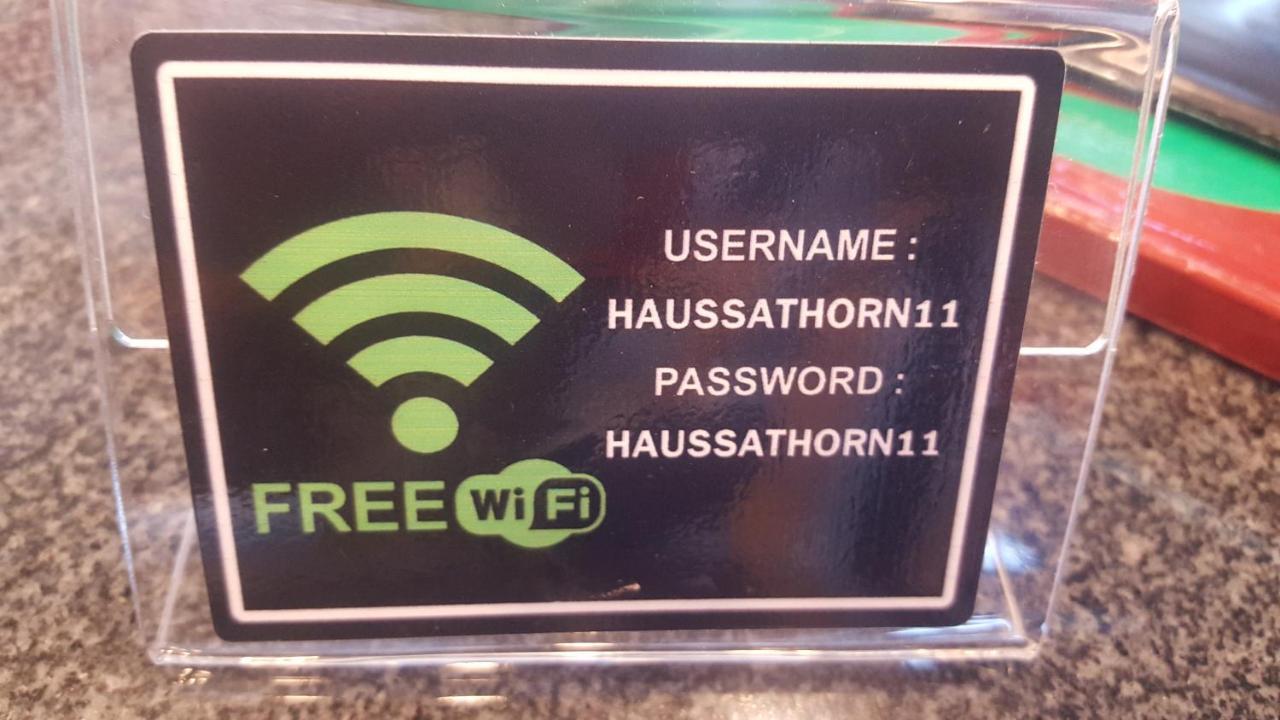 USERNAME :
HAUSSATHORN11
PASSWORD :
HAUSSATHORN11
FREE WiFi